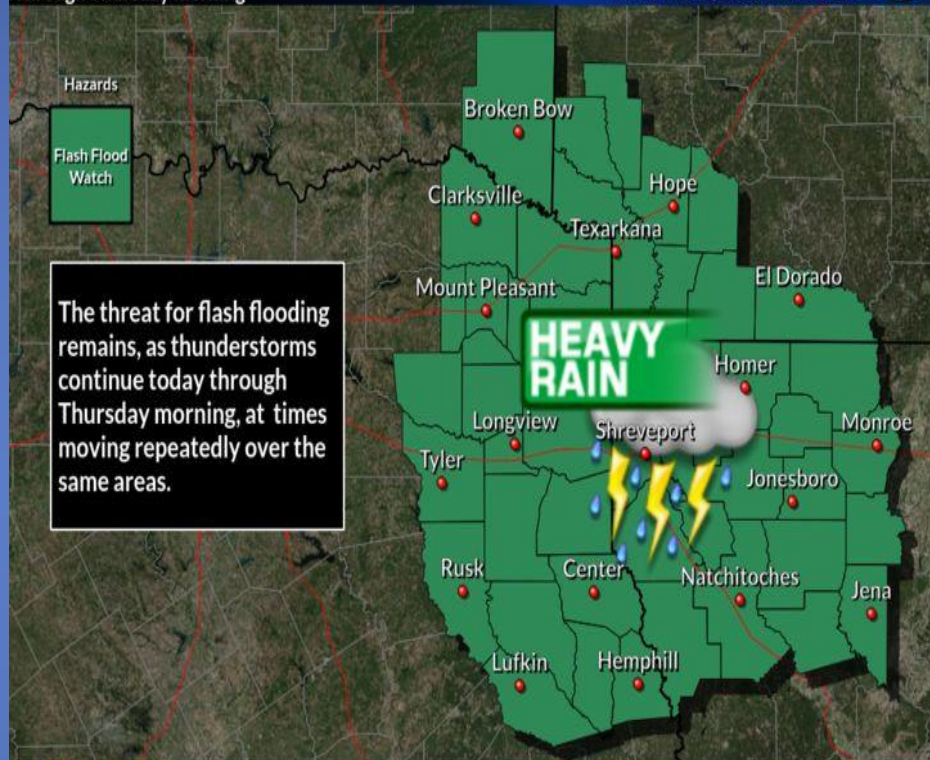 Hazards
Flash Flood
Watch
The threat for flash flooding
remains, as thunderstorms
continue today through
Thursday morning, at times
moving repeatedly over the
same areas.
Broken Bow
Clarksville
Hope
Texarkana
Mount Pleasant
El Dorado
HEAVY
RAIN
Homer
Longview
Shreveport
Monroe
Tyler
Jonesboro
Rusk
Center
Natchitoches
Jena
Lufkin
Hemphill